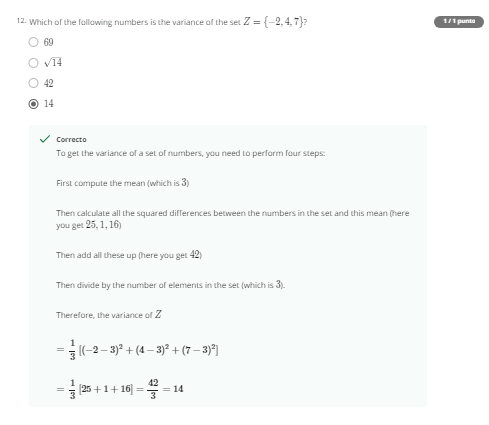 12. Which of the following numbers is the variance of the set Z = {−2, 4, 7}?
1 / 1 punto
69
√14
42
14
Correcto
To get the variance of a set of numbers, you need to perform four steps:
First compute the mean (which is 3)
Then calculate all the squared differences between the numbers in the set and this mean (here
you get 25, 1, 16)
Then add all these up (here you get 42)
Then divide by the number of elements in the set (which is 3).
Therefore, the variance of Z
= 1/3 [(−2 − 3)² + (4 − 3)² + (7 − 3)²]
= 1/3 [25 + 1 + 16] = 42/3 = 14